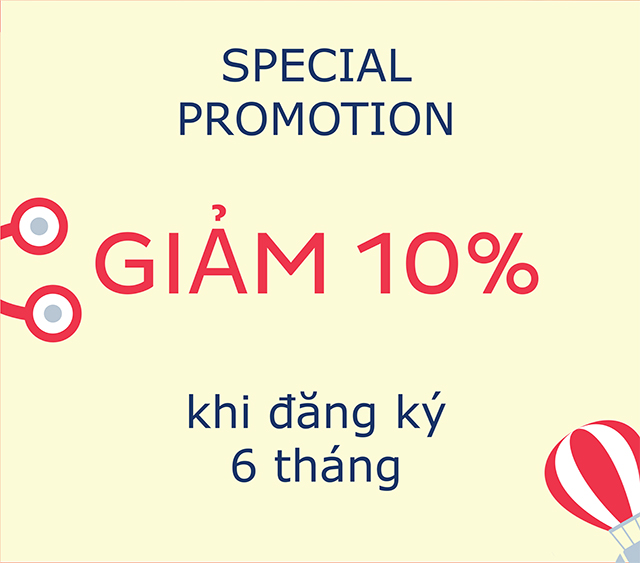 SPECIAL
PROMOTION
GIẢM 10%
khi đăng ký
6 tháng